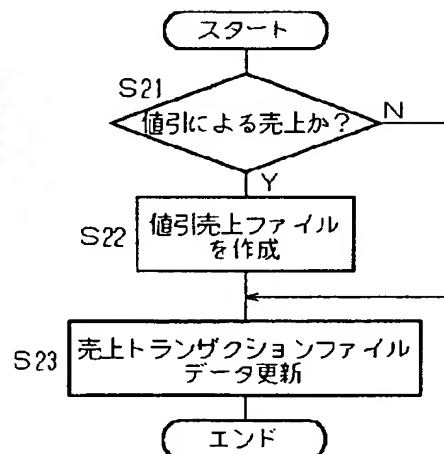 スタート
S21
値引による売上か?
N
Y
S22
値引売上ファイル
を作成
S23
売上トランザクションファイル
データ更新
エンド